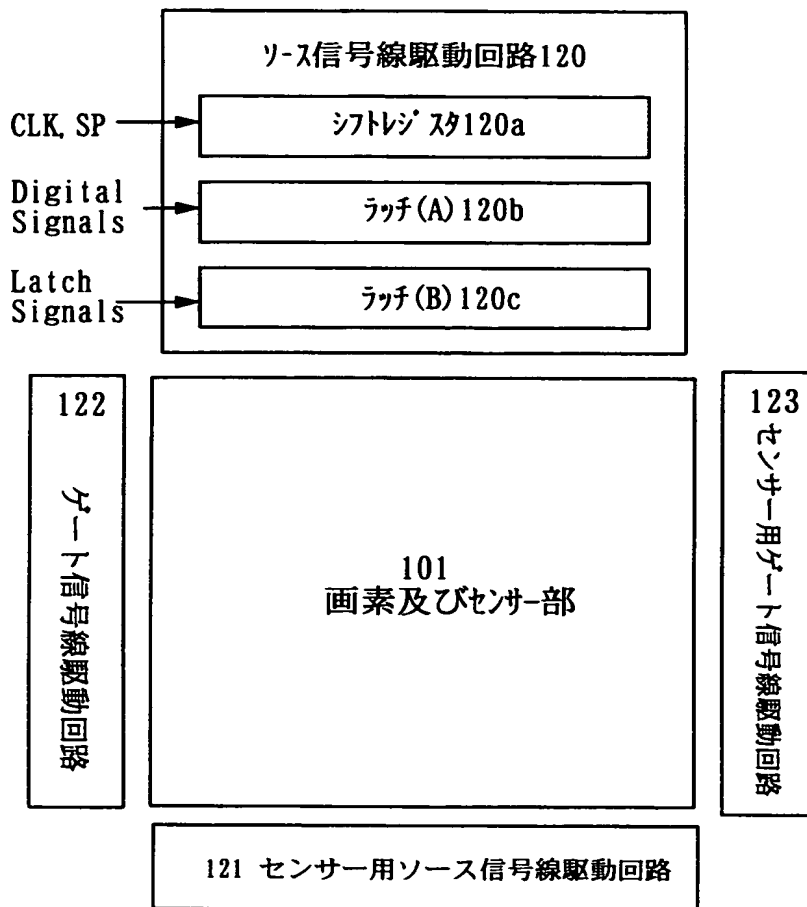 ソース信号線駆動回路120
CLK, SP
シフトレジスタ120a
Digital
Signals
ラッチ(A)120b
Latch
Signals
ラッチ(B)120c
122
ゲート信号線駆動回路
101
画素及びセンサー部
123
センサー用ゲート信号線駆動回路
121 センサー用ソース信号線駆動回路